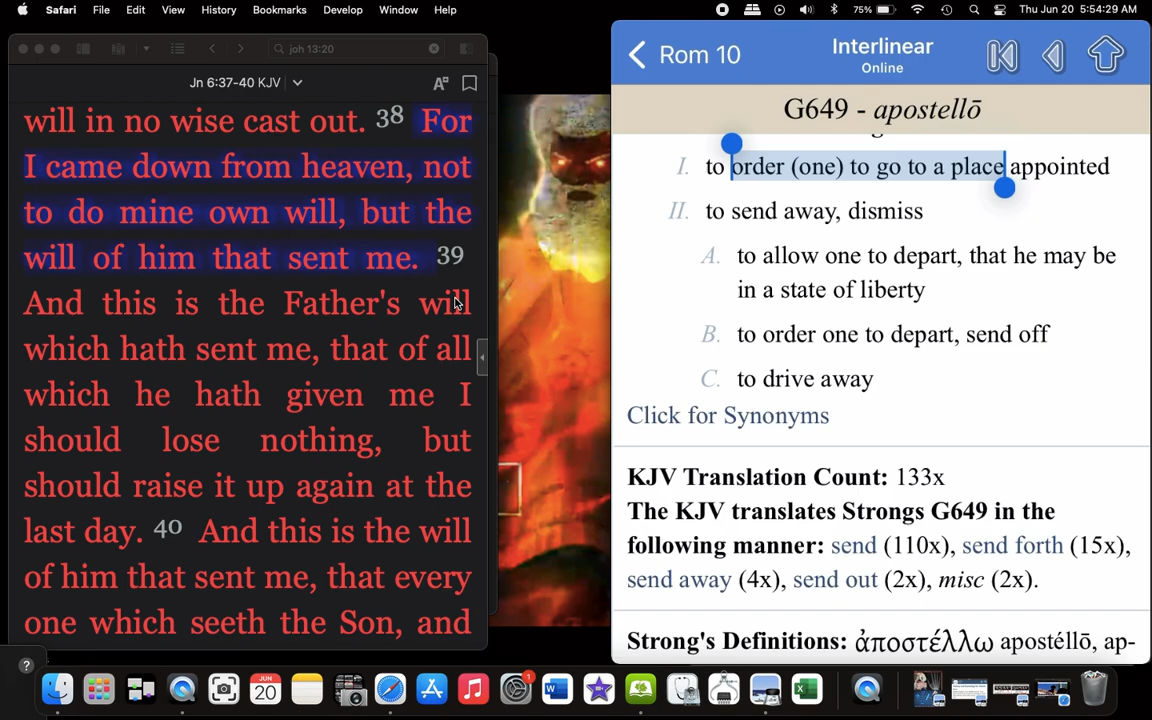 Safari File Edit View History Bookmarks Develop Window Help 75% Thu Jun 20 5:54:29 AM
joh 13:20
Jn 6:37-40 KJV
will in no wise cast out. 38 For
I came down from heaven, not
to do mine own will, but the
will of him that sent me. 39
And this is the Father's will
which hath sent me, that of all
which he hath given me I
should lose nothing, but
should raise it up again at the
last day. 40 And this is the will
of him that sent me, that every
one which seeth the Son, and
Rom 10
Interlinear
Online
G649 - apostellō
I. to order (one) to go to a place appointed
II. to send away, dismiss
A. to allow one to depart, that he may be
in a state of liberty
B. to order one to depart, send off
C. to drive away
Click for Synonyms
KJV Translation Count: 133x
The KJV translates Strongs G649 in the
following manner: send (110x), send forth (15x),
send away (4x), send out (2x), misc (2x).
Strong's Definitions: ἀποστέλλω apostéllō, ap-
?
JUN
20
1